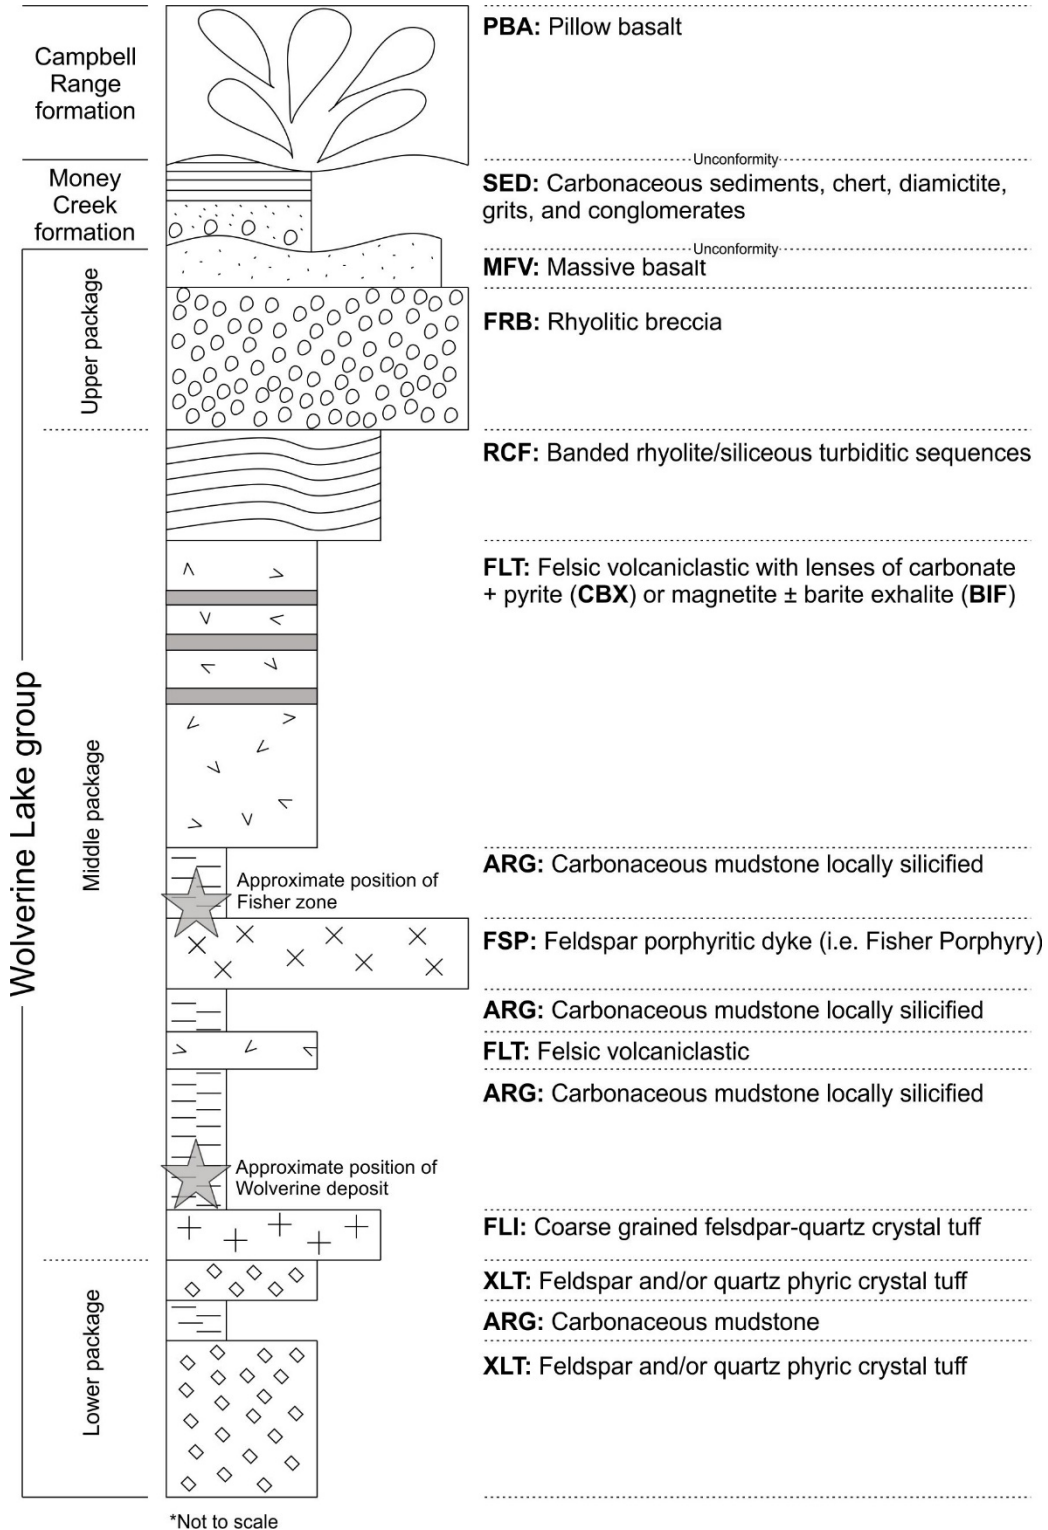 Campbell
Range
formation
PBA: Pillow basalt
Unconformity
Money
Creek
formation
SED: Carbonaceous sediments, chert, diamictite,
grits, and conglomerates
Unconformity
Wolverine Lake group
Upper package
MFV: Massive basalt
FRB: Rhyolitic breccia
Middle package
RCF: Banded rhyolite/siliceous turbiditic sequences
FLT: Felsic volcaniclastic with lenses of carbonate
+ pyrite (CBX) or magnetite ± barite exhalite (BIF)
ARG: Carbonaceous mudstone locally silicified
Approximate position of
Fisher zone
FSP: Feldspar porphyritic dyke (i.e. Fisher Porphyry)
ARG: Carbonaceous mudstone locally silicified
FLT: Felsic volcaniclastic
ARG: Carbonaceous mudstone locally silicified
Approximate position of
Wolverine deposit
FLI: Coarse grained felsdpar-quartz crystal tuff
Lower package
XLT: Feldspar and/or quartz phyric crystal tuff
ARG: Carbonaceous mudstone
XLT: Feldspar and/or quartz phyric crystal tuff
*Not to scale